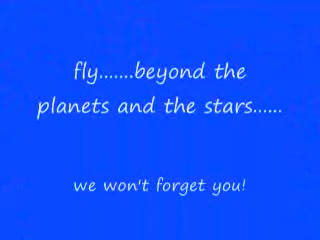 fly.......beyond the
planets and the stars......
we won't forget you!